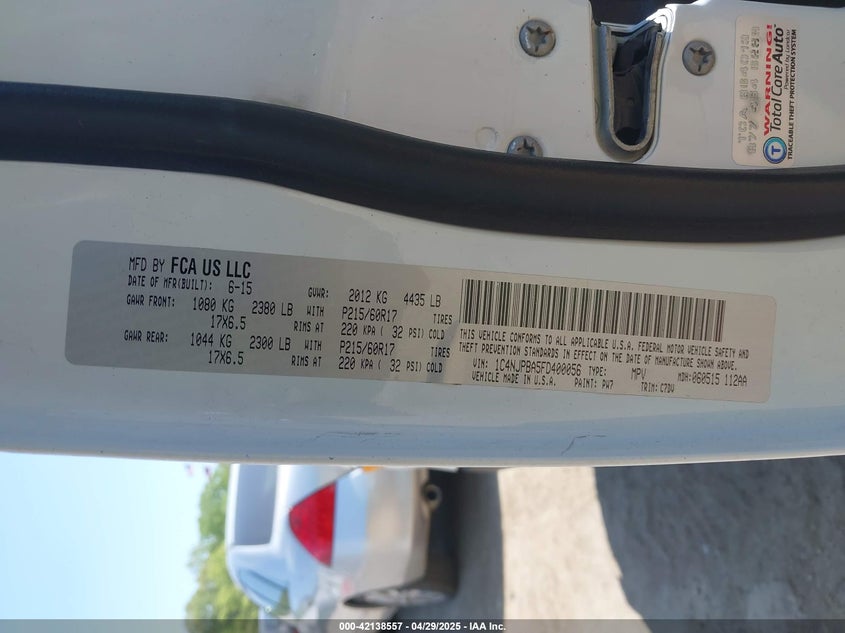 MFD BY FCA US LLC
DATE OF MFR(BUILT): 6-15 GVWR: 2012 KG 4435 LB
GAWR FRONT: 1080 KG 2380 LB WITH P215/60R17 TIRES
17X6.5 RIMS AT 220 KPA ( 32 PSI) COLD
GAWR REAR: 1044 KG 2300 LB WITH P215/60R17 TIRES
17X6.5 RIMS AT 220 KPA ( 32 PSI) COLD
THIS VEHICLE CONFORMS TO ALL APPLICABLE U.S.A. FEDERAL MOTOR VEHICLE SAFETY AND
THEFT PREVENTION STANDARDS IN EFFECT ON THE DATE OF MANUFACTURE SHOWN ABOVE.
VIN: 1C4NJPBA5FD400056 TYPE: MPV MDH: 060515 112AA
VEHICLE MADE IN U.S.A. PAINT: PW7 TRIM: C7DV
WARNING!
Total Care Auto
Powered by Landcar
TRACEABLE THEFT PROTECTION SYSTEM
T
TCA
000-42138557 - 04/29/2025 - IAA Inc.